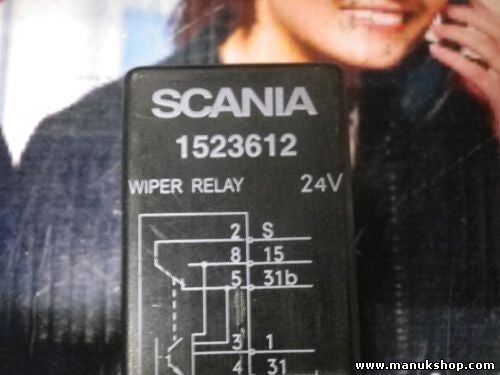 SCANIA
1523612
WIPER RELAY 24V
2 S
8 15
5 31b
3 1
4 31
www.manukshop.com